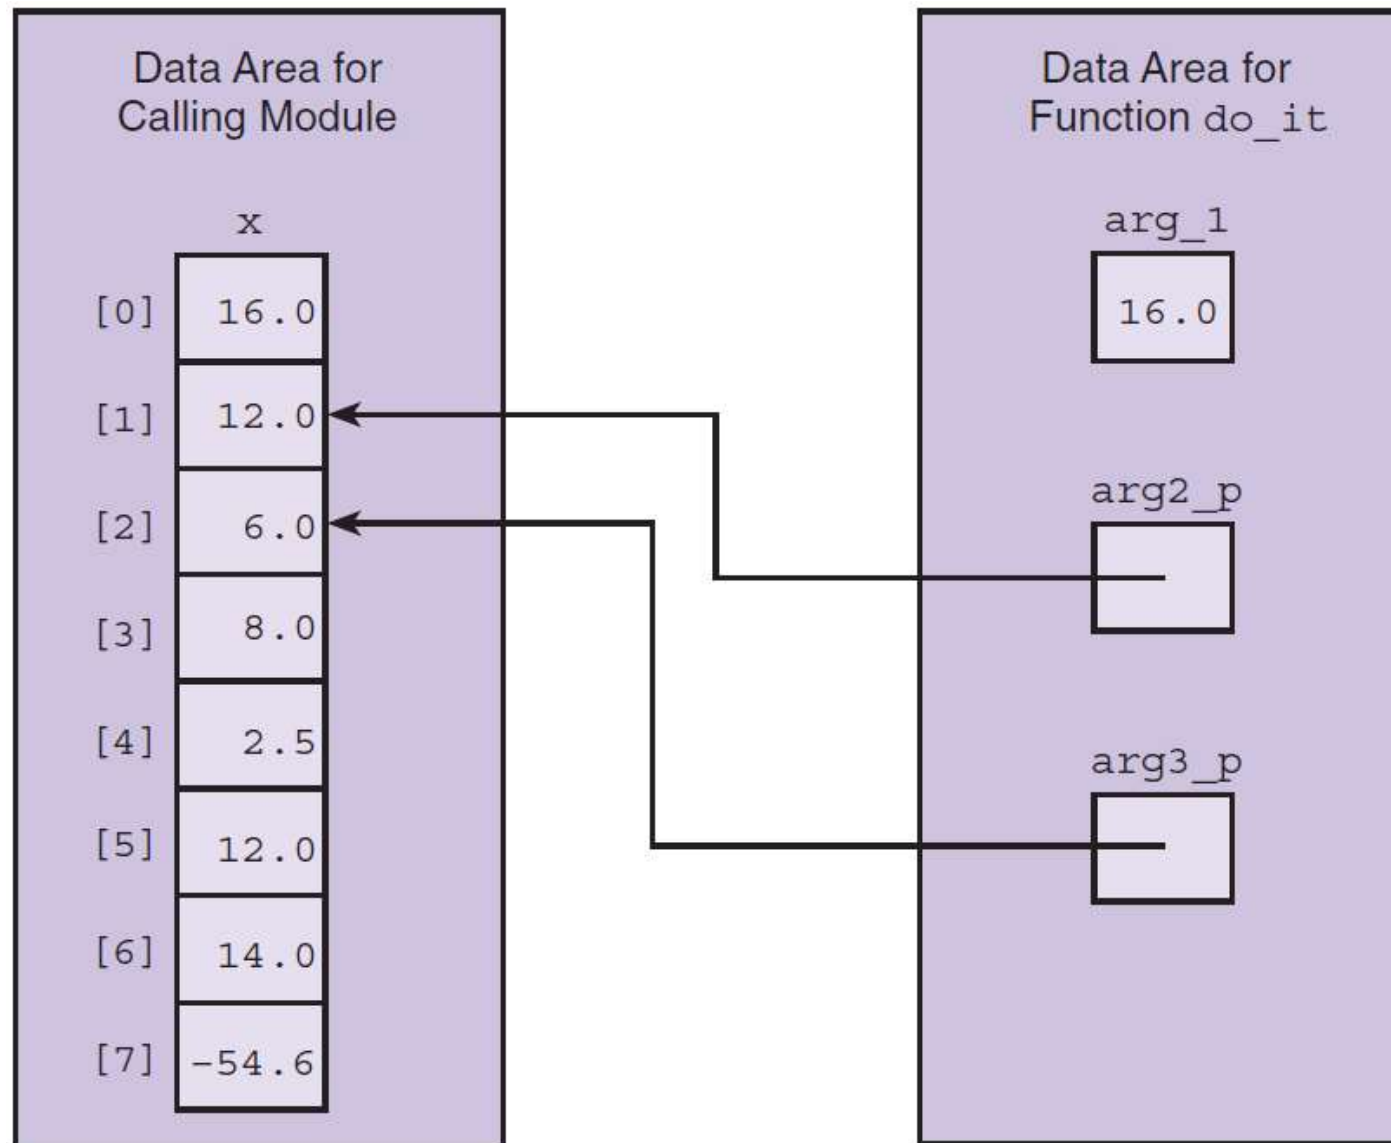 Data Area for
Calling Module
x
[0] 16.0
[1] 12.0
[2] 6.0
[3] 8.0
[4] 2.5
[5] 12.0
[6] 14.0
[7] -54.6
Data Area for
Function do_it
arg_1
16.0
arg2_p
arg3_p